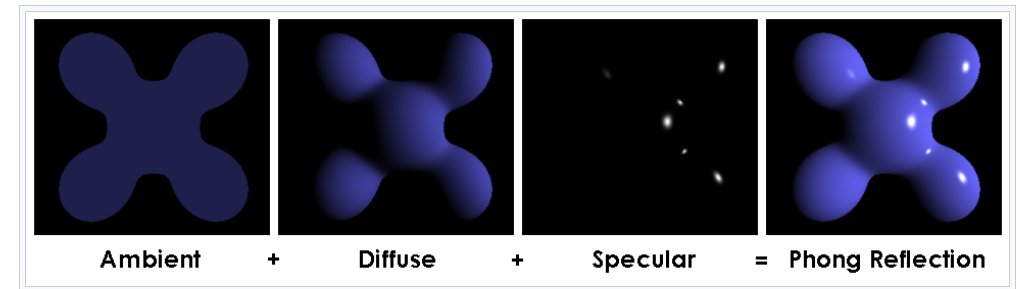 Ambient + Diffuse + Specular = Phong Reflection